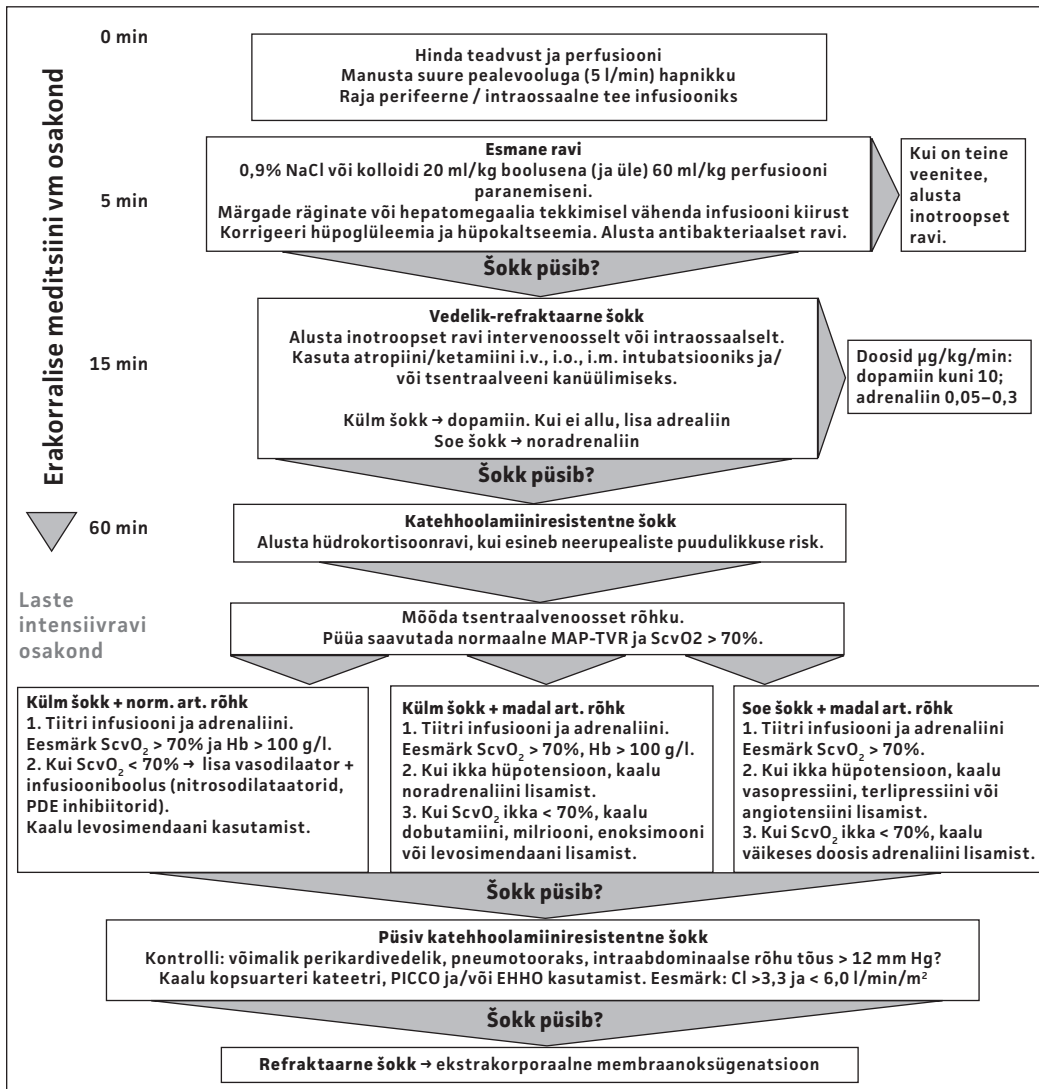 0 min
Hinda teadvust ja perfusiooni
Manusta suure pealevooluga (5 l/min) hapnikku
Raja perifeerne / intraossaalne tee infusiooniks
Erakorralise meditsiini vm osakond
5 min
Esmane ravi
0,9% NaCl või kolloidi 20 ml/kg boolusena (ja üle) 60 ml/kg perfusiooni
paranemiseni.
Märgade räginate või hepatomegaalia tekkimisel vähenda infusiooni kiirust
Korrigeeri hüpoglüleemia ja hüpokaltseemia. Alusta antibakteriaalset ravi.
Kui on teine
veenitee,
alusta
inotroopset
ravi.
Šokk püsib?
15 min
Vedelik-refraktaarne šokk
Alusta inotroopset ravi intervenoosselt või intraossaalselt.
Kasuta atropiini/ketamiini i.v., i.o., i.m. intubatsiooniks ja/
või tsentraalveeni kanüülimiseks.
Külm šokk → dopamiin. Kui ei allu, lisa adrealiin
Soe šokk → noradrenaliin
Doosid µg/kg/min:
dopamiin kuni 10;
adrenaliin 0,05–0,3
Šokk püsib?
60 min
Katehhoolamiiniresistentne šokk
Alusta hüdrokortisoonravi, kui esineb neerupealiste puudulikkuse risk.
Laste
intensiivravi
osakond
Mõõda tsentraalvenoosset rõhku.
Püüa saavutada normaalne MAP-TVR ja ScvO2 > 70%.
Külm šokk + norm. art. rõhk
1. Tiitri infusiooni ja adrenaliini.
Eesmärk ScvO₂ > 70% ja Hb > 100 g/l.
2. Kui ScvO₂ < 70% → lisa vasodilaator +
infusiooniboolus (nitrosodilataatorid,
PDE inhibiitorid).
Kaalu levosimendaani kasutamist.
Külm šokk + madal art. rõhk
1. Tiitri infusiooni ja adrenaliini.
Eesmärk ScvO₂ > 70%, Hb > 100 g/l.
2. Kui ikka hüpotensioon, kaalu
noradrenaliini lisamist.
3. Kui ScvO₂ ikka < 70%, kaalu
dobutamiini, milriooni, enoksimooni
või levosimendaani lisamist.
Soe šokk + madal art. rõhk
1. Tiitri infusiooni ja adrenaliini
Eesmärk ScvO₂ > 70%.
2. Kui ikka hüpotensioon, kaalu
vasopressiini, terlipressiini või
angiotensiini lisamist.
3. Kui ScvO₂ ikka < 70%, kaalu
väikeses doosis adrenaliini lisamist.
Šokk püsib?
Püsiv katehhoolamiiniresistentne šokk
Kontrolli: võimalik perikardivedelik, pneumotooraks, intraabdominaalse rõhu tõus > 12 mm Hg?
Kaalu kopsuarteri kateetri, PICCO ja/või EHHO kasutamist. Eesmärk: Cl >3,3 ja < 6,0 l/min/m²
Šokk püsib?
Refraktaarne šokk → ekstrakorporaalne membraanoksügenatsioon